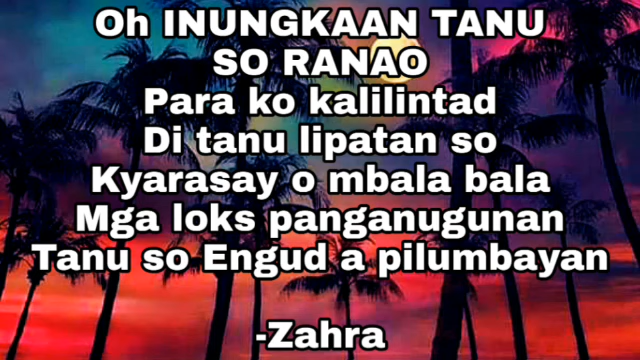 Oh INUNGKAAN TANU
SO RANAO
Para ko kalilintad
Di tanu lipatan so
Kyarasay o mbala bala
Mga loks panganugunan
Tanu so Engud a pilumbayan
-Zahra